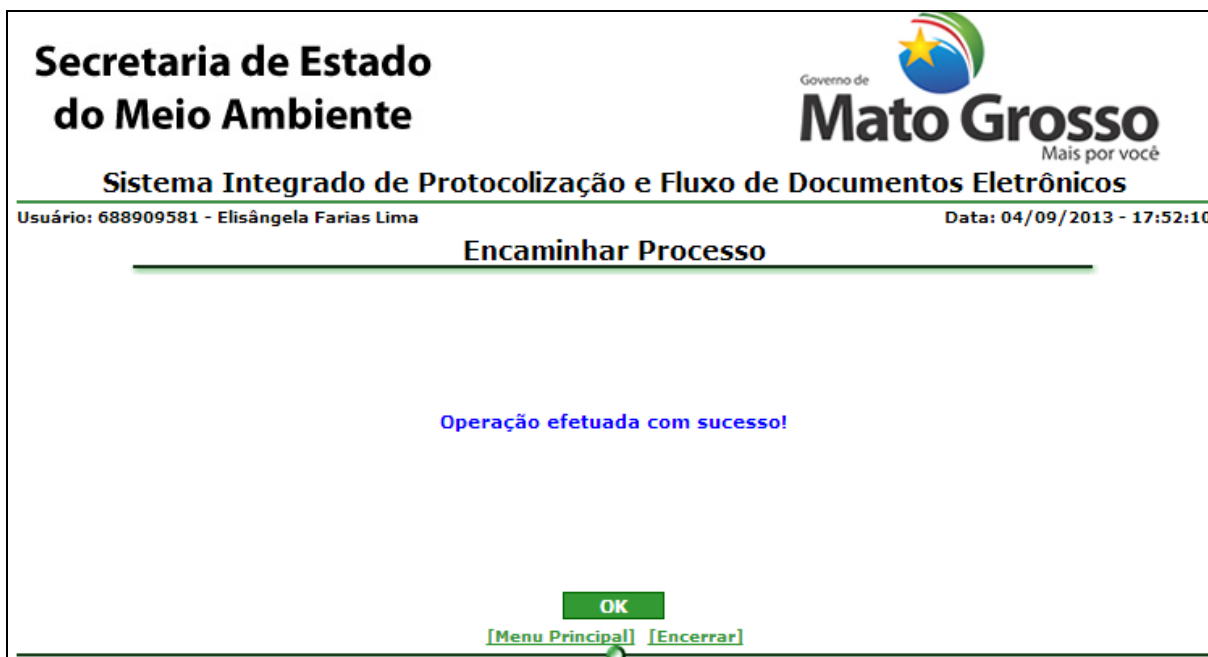 Secretaria de Estado
do Meio Ambiente
Governo de
Mato Grosso
Mais por você
Sistema Integrado de Protocolização e Fluxo de Documentos Eletrônicos
Usuário: 688909581 - Elisângela Farias Lima Data: 04/09/2013 - 17:52:10
Encaminhar Processo
Operação efetuada com sucesso!
OK
[Menu Principal] [Encerrar]